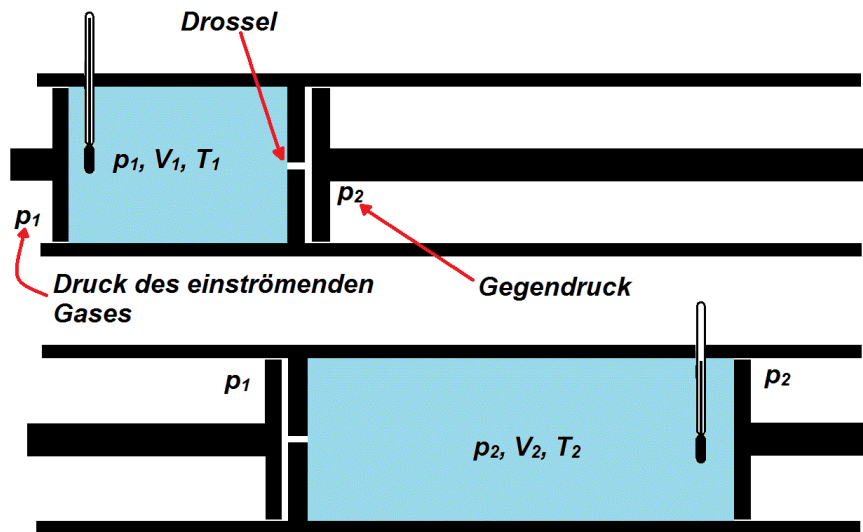 Drossel
p₁, V₁, T₁
p₂
p₁
Druck des einströmenden
Gases
Gegendruck
p₁
p₂
p₂, V₂, T₂